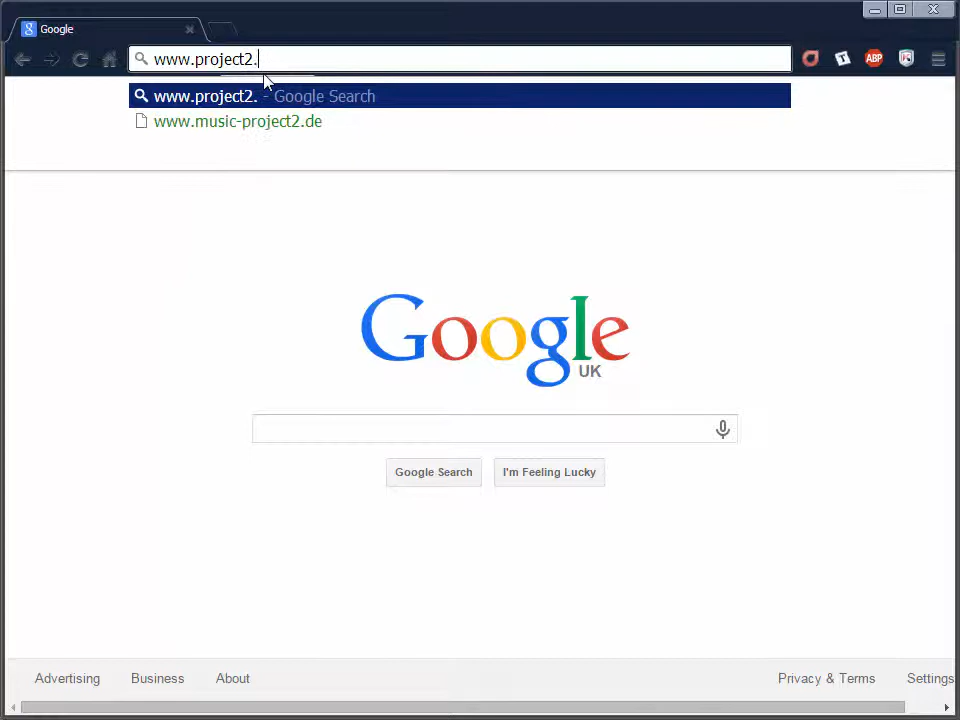 Google
www.project2.
www.project2. - Google Search
www.music-project2.de
ABP
Google
UK
Google Search
I'm Feeling Lucky
Advertising
Business
About
Privacy & Terms
Settings